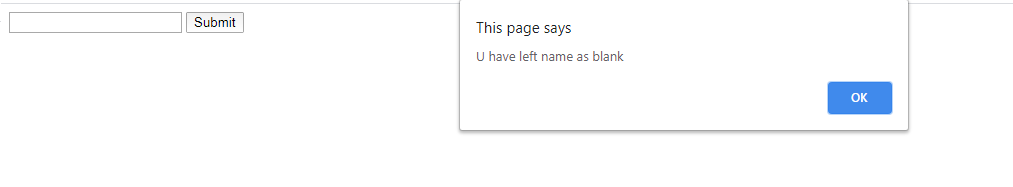 Submit
This page says
U have left name as blank
OK